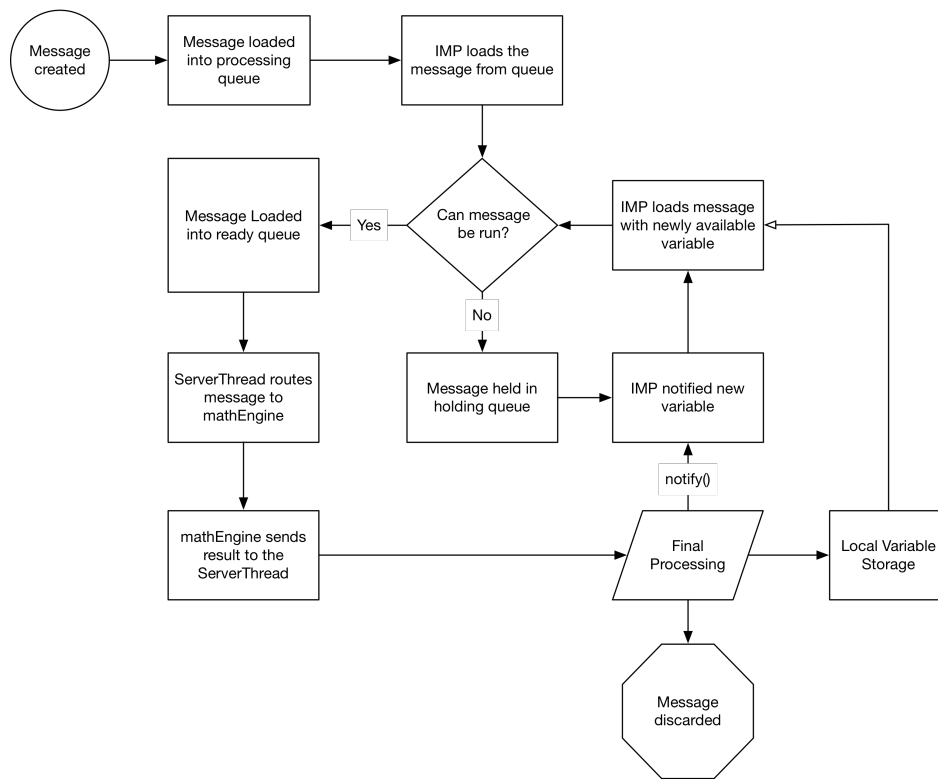 Message
created
Message loaded
into processing
queue
IMP loads the
message from queue
Message Loaded
into ready queue
Yes
Can message
be run?
IMP loads message
with newly available
variable
No
ServerThread routes
message to
mathEngine
Message held in
holding queue
IMP notified new
variable
notify()
mathEngine sends
result to the
ServerThread
Final
Processing
Local Variable
Storage
Message
discarded